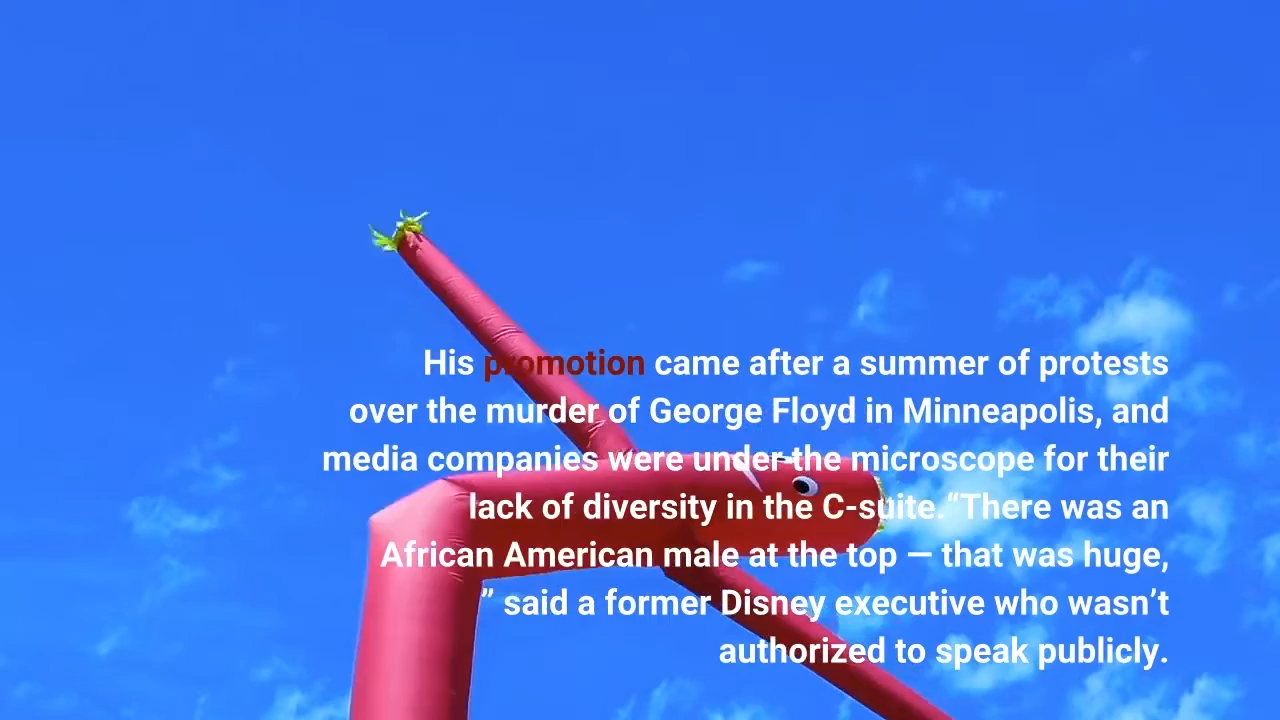 His promotion came after a summer of protests
over the murder of George Floyd in Minneapolis, and
media companies were under the microscope for their
lack of diversity in the C-suite.“There was an
African American male at the top — that was huge,
” said a former Disney executive who wasn’t
authorized to speak publicly.